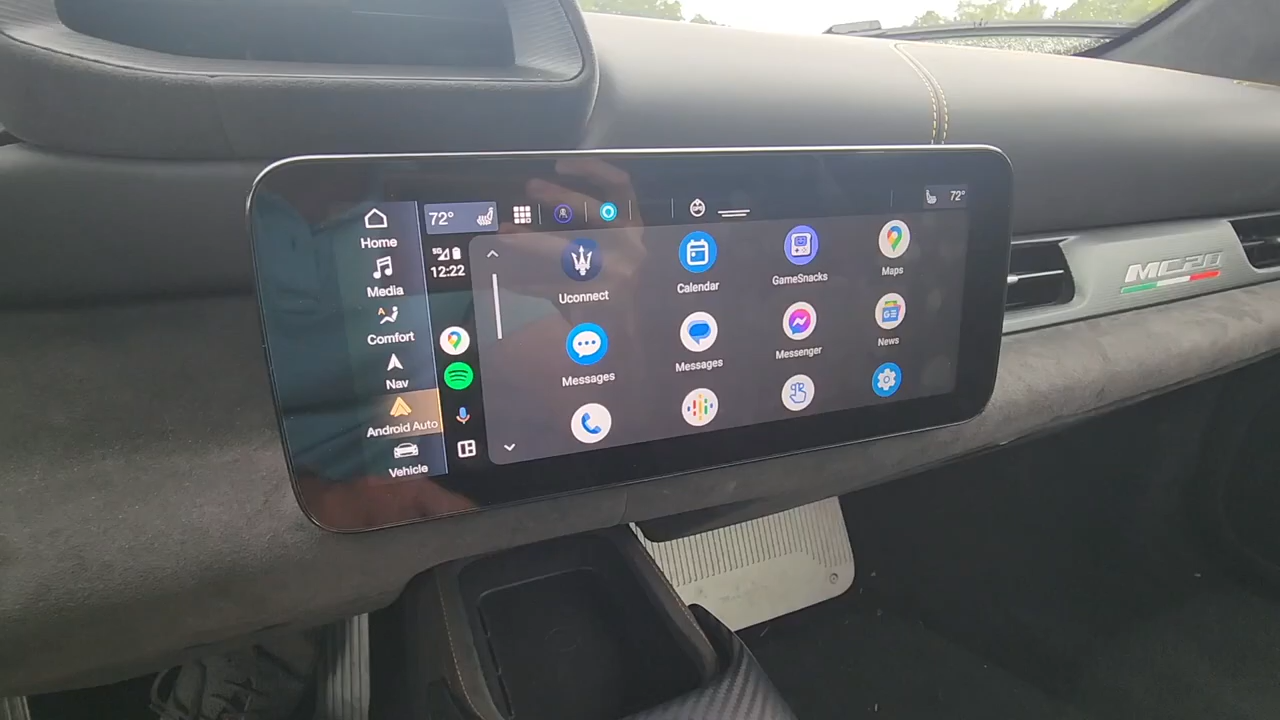 Home
Media
Comfort
Nav
Android Auto
Vehicle
72°
5G
12:22
72°
Uconnect
Calendar
GameSnacks
Maps
Messages
Messages
Messenger
News
MC20